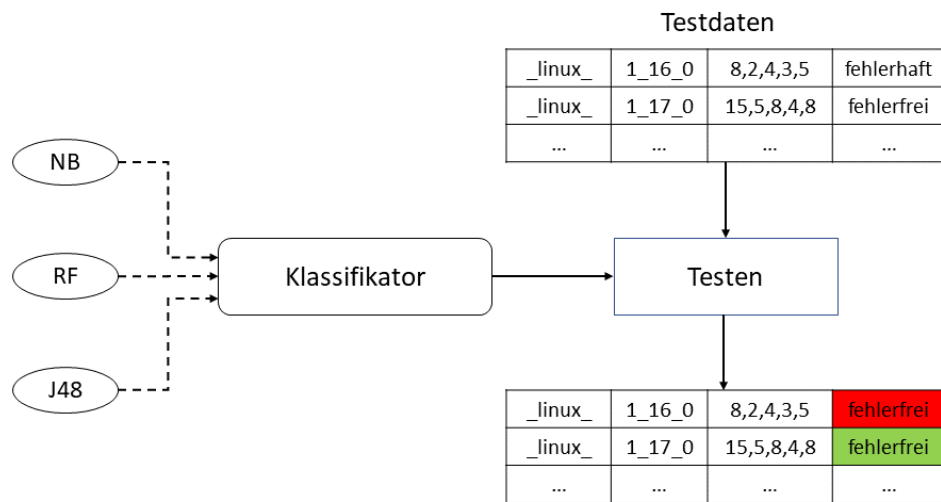 Testdaten
_linux_ 1_16_0 8,2,4,3,5 fehlerhaft
_linux_ 1_17_0 15,5,8,4,8 fehlerfrei
... ... ... ...
NB
RF
J48
Klassifikator
Testen
_linux_ 1_16_0 8,2,4,3,5 fehlerfrei
_linux_ 1_17_0 15,5,8,4,8 fehlerfrei
... ... ... ...